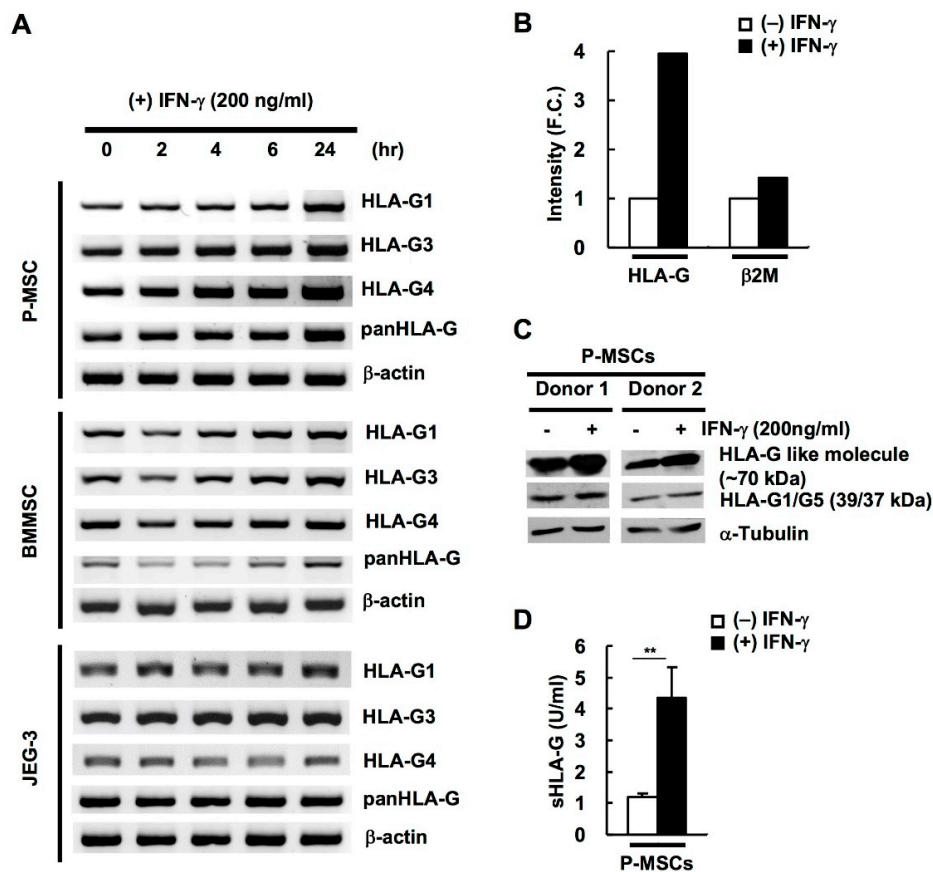 A
(+) IFN-γ (200 ng/ml)
0 2 4 6 24 (hr)
P-MSC
HLA-G1
HLA-G3
HLA-G4
panHLA-G
β-actin
BMMSC
HLA-G1
HLA-G3
HLA-G4
panHLA-G
β-actin
JEG-3
HLA-G1
HLA-G3
HLA-G4
panHLA-G
β-actin
B
(–) IFN-γ
(+) IFN-γ
Intensity (F.C.)
4
3
2
1
0
HLA-G β2M
C
P-MSCs
Donor 1 Donor 2
- + - + IFN-γ (200ng/ml)
HLA-G like molecule
(~70 kDa)
HLA-G1/G5 (39/37 kDa)
α-Tubulin
D
(–) IFN-γ
(+) IFN-γ
sHLA-G (U/ml)
6
5
4
3
2
1
0
**
P-MSCs